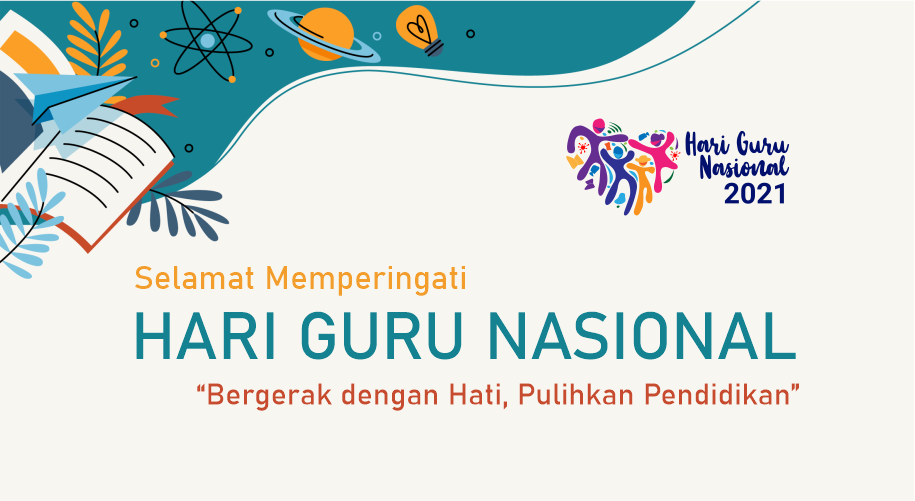 Hari Guru
Nasional
2021
Selamat Memperingati
HARI GURU NASIONAL
“Bergerak dengan Hati, Pulihkan Pendidikan”